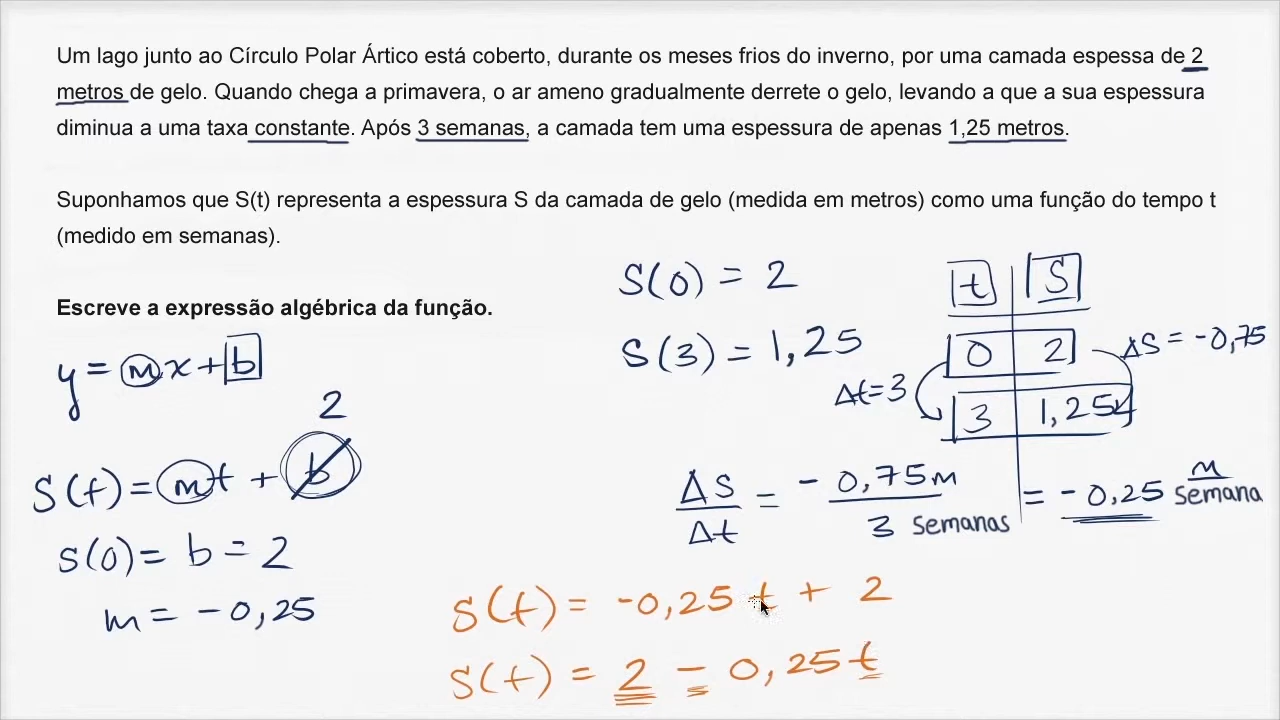 Um lago junto ao Círculo Polar Ártico está coberto, durante os meses frios do inverno, por uma camada espessa de 2
metros de gelo. Quando chega a primavera, o ar ameno gradualmente derrete o gelo, levando a que a sua espessura
diminua a uma taxa constante. Após 3 semanas, a camada tem uma espessura de apenas 1,25 metros.
Suponhamos que S(t) representa a espessura S da camada de gelo (medida em metros) como uma função do tempo t
(medido em semanas).
Escreve a expressão algébrica da função.
y = mx + b
2
S(t) = mt + b
S(0) = b = 2
m = -0,25
S(0) = 2
S(3) = 1,25
t S
0 2
3 1,25
Δt=3
ΔS = -0,75
ΔS/Δt = -0,75m/3 semanas = -0,25 m/semana
S(t) = -0,25 t + 2
S(t) = 2 - 0,25t